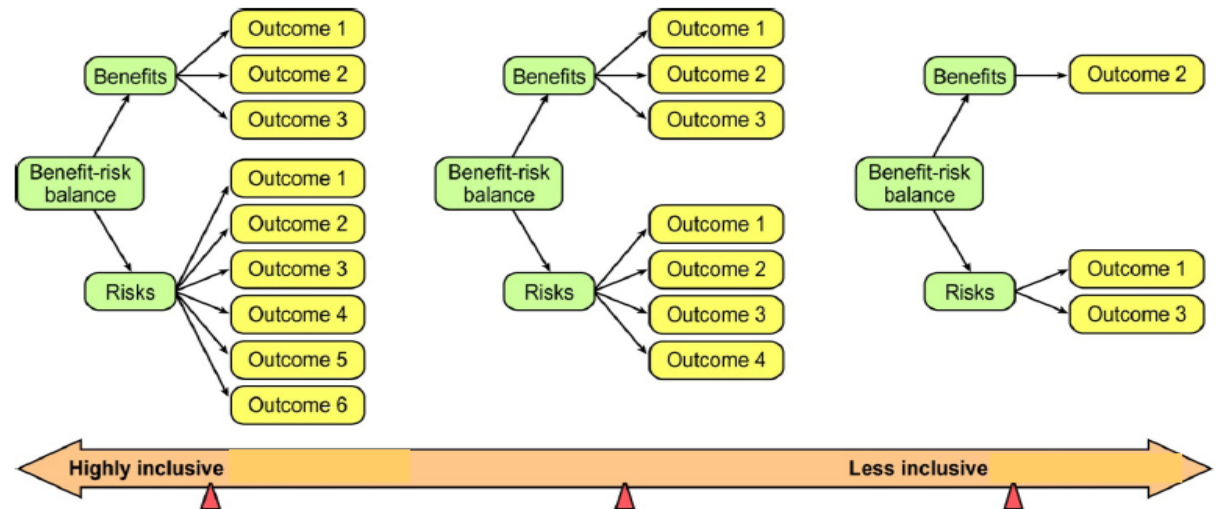 Outcome 1
Outcome 2
Outcome 3
Benefits
Benefit-risk
balance
Risks
Outcome 1
Outcome 2
Outcome 3
Outcome 4
Outcome 5
Outcome 6
Outcome 1
Outcome 2
Outcome 3
Benefits
Benefit-risk
balance
Risks
Outcome 1
Outcome 2
Outcome 3
Outcome 4
Benefits
Outcome 2
Benefit-risk
balance
Risks
Outcome 1
Outcome 3
Highly inclusive
Less inclusive